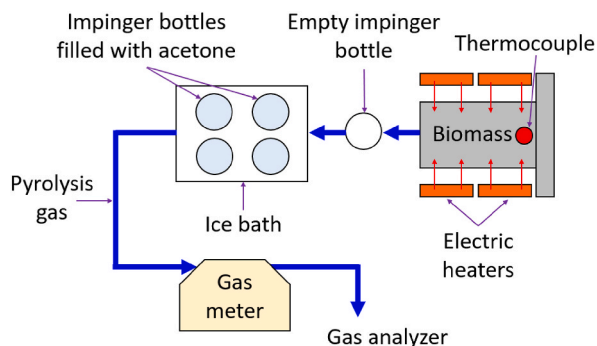 Impinger bottles
filled with acetone
Empty impinger
bottle
Thermocouple
Biomass
Pyrolysis
gas
Ice bath
Electric
heaters
Gas
meter
Gas analyzer